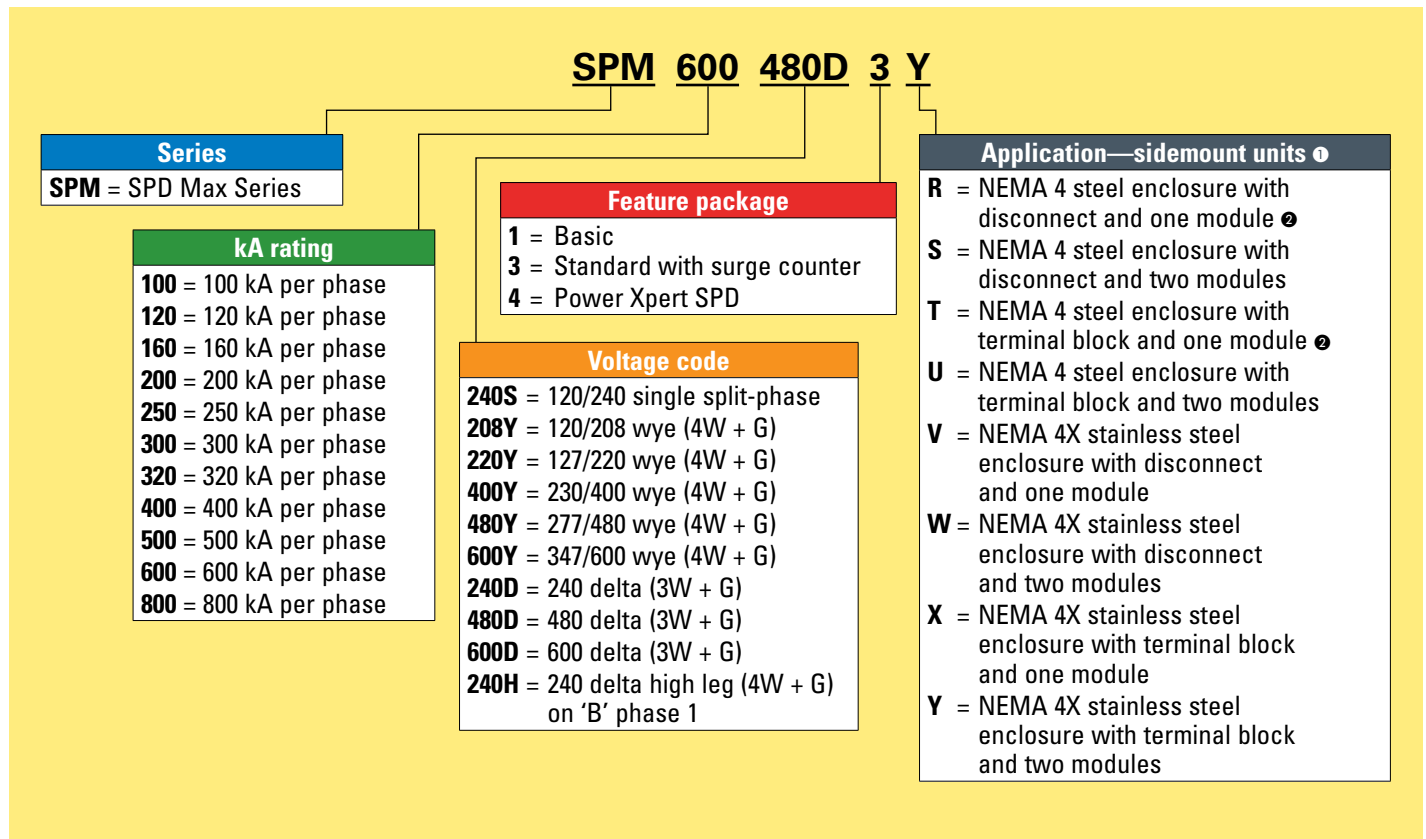 SPM 600 480D 3 Y
Series
SPM = SPD Max Series
kA rating
100 = 100 kA per phase
120 = 120 kA per phase
160 = 160 kA per phase
200 = 200 kA per phase
250 = 250 kA per phase
300 = 300 kA per phase
320 = 320 kA per phase
400 = 400 kA per phase
500 = 500 kA per phase
600 = 600 kA per phase
800 = 800 kA per phase
Feature package
1 = Basic
3 = Standard with surge counter
4 = Power Xpert SPD
Voltage code
240S = 120/240 single split-phase
208Y = 120/208 wye (4W + G)
220Y = 127/220 wye (4W + G)
400Y = 230/400 wye (4W + G)
480Y = 277/480 wye (4W + G)
600Y = 347/600 wye (4W + G)
240D = 240 delta (3W + G)
480D = 480 delta (3W + G)
600D = 600 delta (3W + G)
240H = 240 delta high leg (4W + G)
on ‘B’ phase 1
Application—sidemount units ❶
R = NEMA 4 steel enclosure with
disconnect and one module ❷
S = NEMA 4 steel enclosure with
disconnect and two modules
T = NEMA 4 steel enclosure with
terminal block and one module ❷
U = NEMA 4 steel enclosure with
terminal block and two modules
V = NEMA 4X stainless steel
enclosure with disconnect
and one module
W = NEMA 4X stainless steel
enclosure with disconnect
and two modules
X = NEMA 4X stainless steel
enclosure with terminal block
and one module
Y = NEMA 4X stainless steel
enclosure with terminal block
and two modules